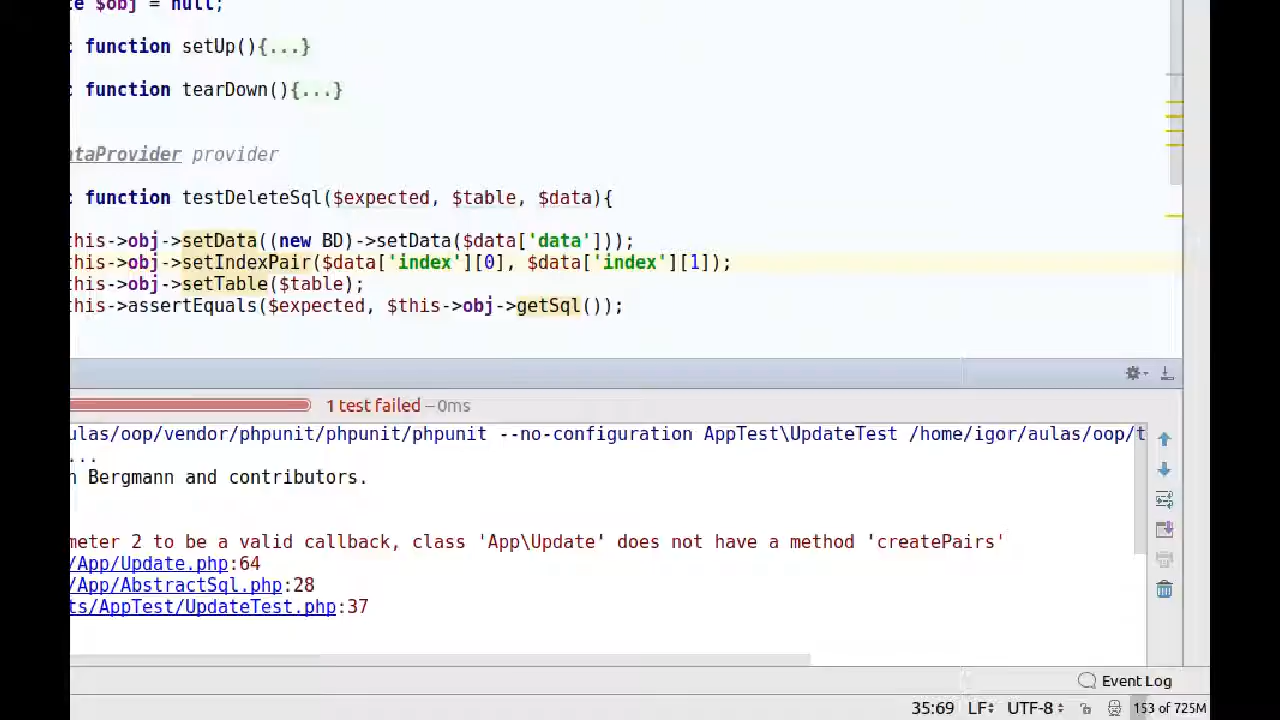 te $obj = null;
c function setUp(){...}
c function tearDown(){...}
ataProvider provider
c function testDeleteSql($expected, $table, $data){
this->obj->setData((new BD)->setData($data['data']));
this->obj->setIndexPair($data['index'][0], $data['index'][1]);
this->obj->setTable($table);
this->assertEquals($expected, $this->obj->getSql());
1 test failed – 0ms
ulas/oop/vendor/phpunit/phpunit/phpunit --no-configuration AppTest\UpdateTest /home/igor/aulas/oop/t
...
n Bergmann and contributors.
meter 2 to be a valid callback, class 'App\Update' does not have a method 'createPairs'
/App/Update.php:64
/App/AbstractSql.php:28
ts/AppTest/UpdateTest.php:37
Event Log
35:69 LF UTF-8 153 of 725M